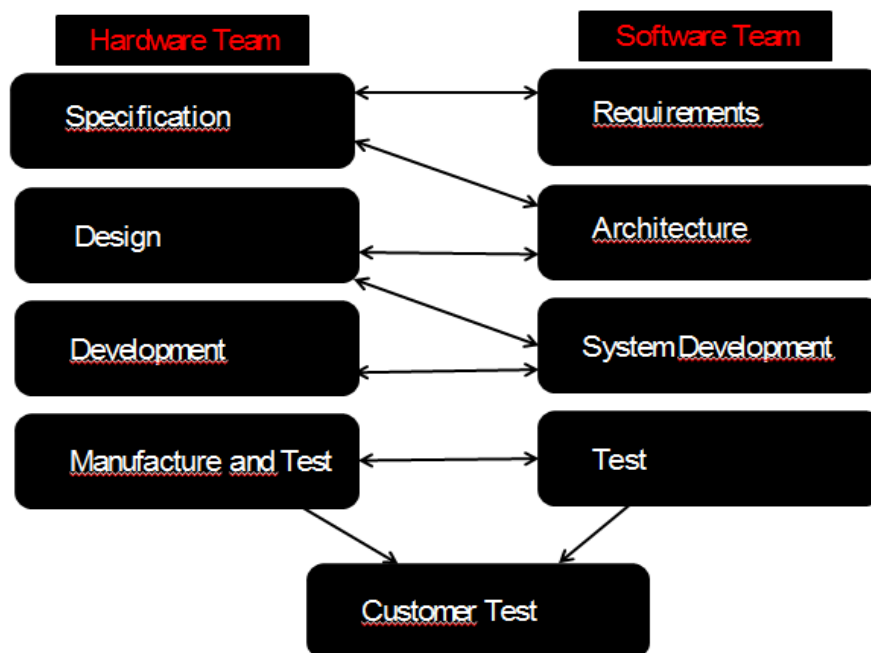 Hardware Team
Software Team
Specification
Requirements
Design
Architecture
Development
System Development
Manufacture and Test
Test
Customer Test